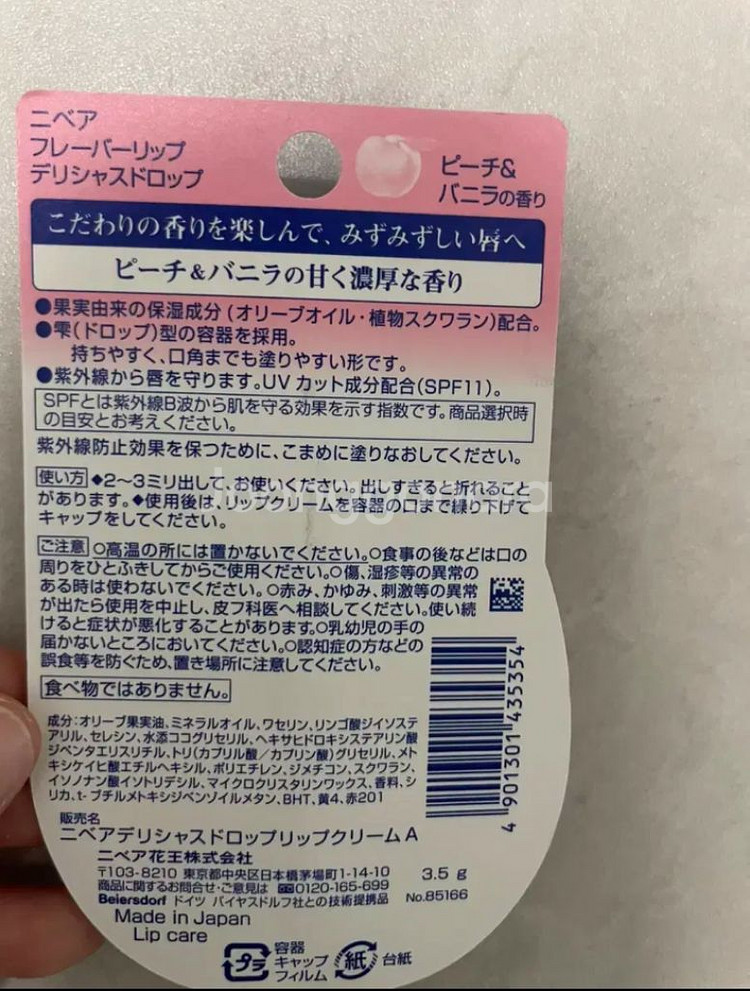 ニベア
フレーバーリップ
デリシャスドロップ
ピーチ&
バニラの香り
こだわりの香りを楽しんで、みずみずしい唇へ
ピーチ&バニラの甘く濃厚な香り
●果実由来の保湿成分(オリーブオイル・植物スクワラン)配合。
●雫(ドロップ)型の容器を採用。
持ちやすく、口角までも塗りやすい形です。
●紫外線から唇を守ります。UVカット成分配合(SPF11)。
SPFとは紫外線B波から肌を守る効果を示す指数です。商品選択時
の目安とお考えください。
紫外線防止効果を保つために、こまめに塗りなおしてください。
使い方 ◆2〜3ミリ出して、お使いください。出しすぎると折れること
があります。◆使用後は、リップクリームを容器の口まで繰り下げて
キャップをしてください。
ご注意 ○高温の所には置かないでください。○食事の後などは口の
周りをひとふきしてからご使用ください。○傷、湿疹等の異常の
ある時は使わないでください。○赤み、かゆみ、刺激等の異常
が出たら使用を中止し、皮フ科医へ相談してください。使い続
けると症状が悪化することがあります。○乳幼児の手の
届かないところにおいてください。○認知症の方などの
誤食等を防ぐため、置き場所に注意してください。
食べ物ではありません。
成分:オリーブ果実油、ミネラルオイル、ワセリン、リンゴ酸ジイソステ
アリル、セレシン、水添ココグリセリル、ヘキサヒドロキシステアリン酸
ジペンタエリスリチル、トリ(カプリル酸/カプリン酸)グリセリル、メト
キシケイヒ酸エチルヘキシル、ポリエチレン、ジメチコン、スクワラン、
イソノナン酸イソトリデシル、マイクロクリスタリンワックス、香料、シ
リカ、t-ブチルメトキシジベンゾイルメタン、BHT、黄4、赤201
4 901301 435354
販売名
ニベアデリシャスドロップリップクリームA
ニベア花王株式会社
〒103-8210 東京都中央区日本橋茅場町1-14-10
3.5 g
商品に関するお問合せ・ご意見は 0120-165-699
No.85166
Beiersdorf ドイツ バイヤスドルフ社との技術提携品
Made in Japan
Lip care
プラ
容器
キャップ
フィルム
紙
台紙